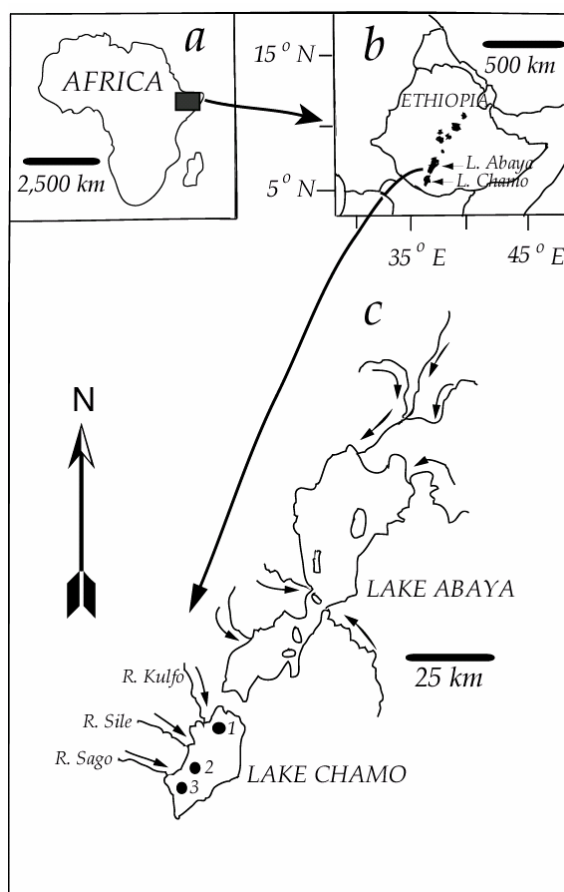 a
AFRICA
2,500 km
b
15 ° N
500 km
ETHIOPIA
L. Abaya
L. Chamo
5 ° N
35 ° E
45 ° E
c
N
LAKE ABAYA
25 km
R. Kulfo
R. Sile
R. Sago
1
2
3
LAKE CHAMO